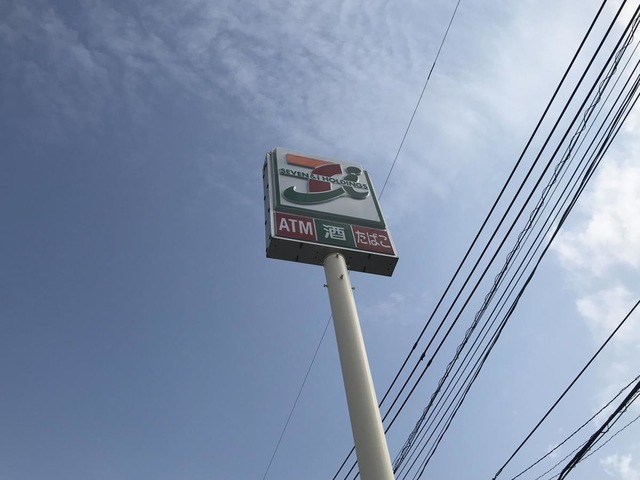 SEVEN & I HOLDINGS
ATM 酒 たばこ